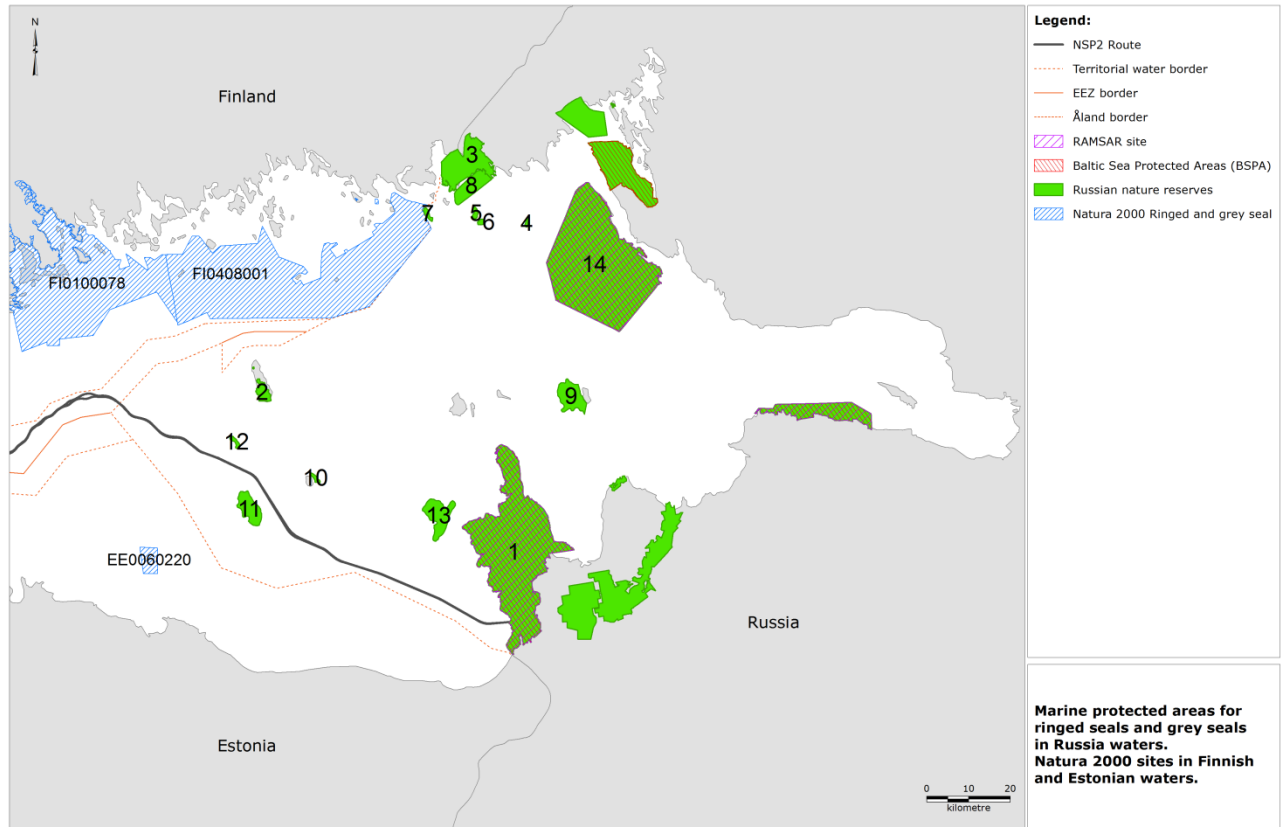 N
Finland
3
8
7
5
6
4
14
FI0408001
FI0100078
2
9
12
10
11
13
1
EE0060220
Russia
Estonia
0 10 20
kilometre
Legend:
NSP2 Route
Territorial water border
EEZ border
Åland border
RAMSAR site
Baltic Sea Protected Areas (BSPA)
Russian nature reserves
Natura 2000 Ringed and grey seal
Marine protected areas for
ringed seals and grey seals
in Russia waters.
Natura 2000 sites in Finnish
and Estonian waters.